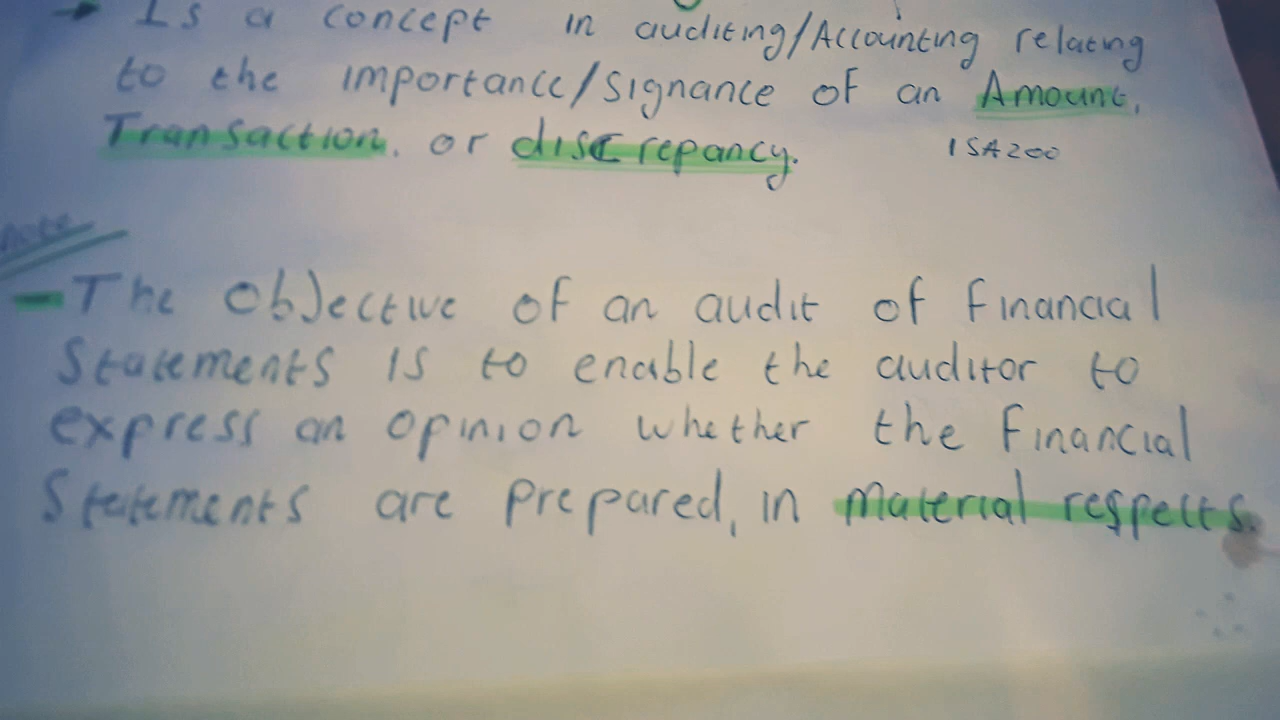 → Is a concept in auditing/Accounting relating
to the importance/signance of an Amount,
Transaction, or discrepancy.
ISA200
note
- The Objective of an audit of financial
Statements is to enable the auditor to
express an opinion whether the financial
Statements are prepared, in material respects.